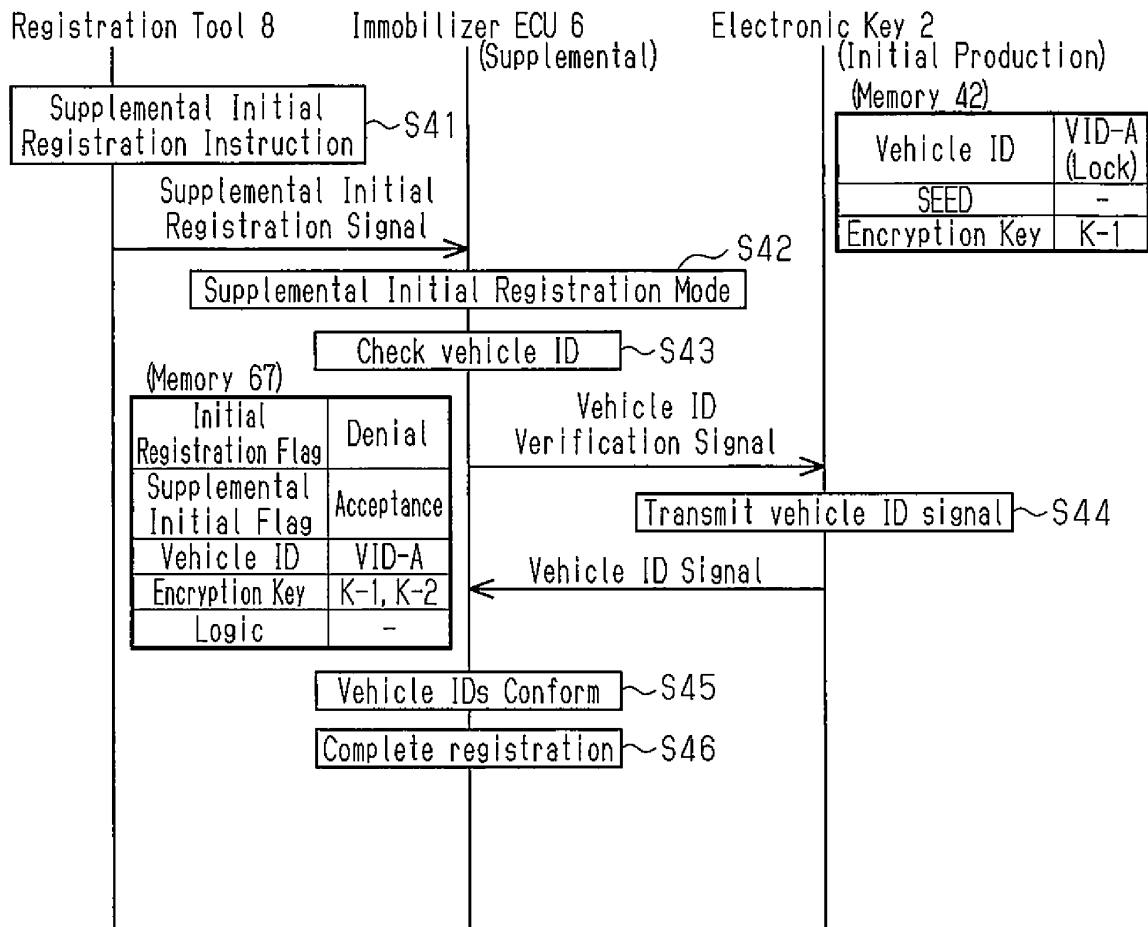 Registration Tool 8
Immobilizer ECU 6
(Supplemental)
Electronic Key 2
(Initial Production)
(Memory 42)
Vehicle ID
VID-A
(Lock)
SEED
-
Encryption Key
K-1
Supplemental Initial
Registration Instruction
S41
Supplemental Initial
Registration Signal
S42
Supplemental Initial Registration Mode
Check vehicle ID
S43
(Memory 67)
Initial
Registration Flag
Denial
Supplemental
Initial Flag
Acceptance
Vehicle ID
VID-A
Encryption Key
K-1, K-2
Logic
-
Vehicle ID
Verification Signal
Transmit vehicle ID signal
S44
Vehicle ID Signal
Vehicle IDs Conform
S45
Complete registration
S46